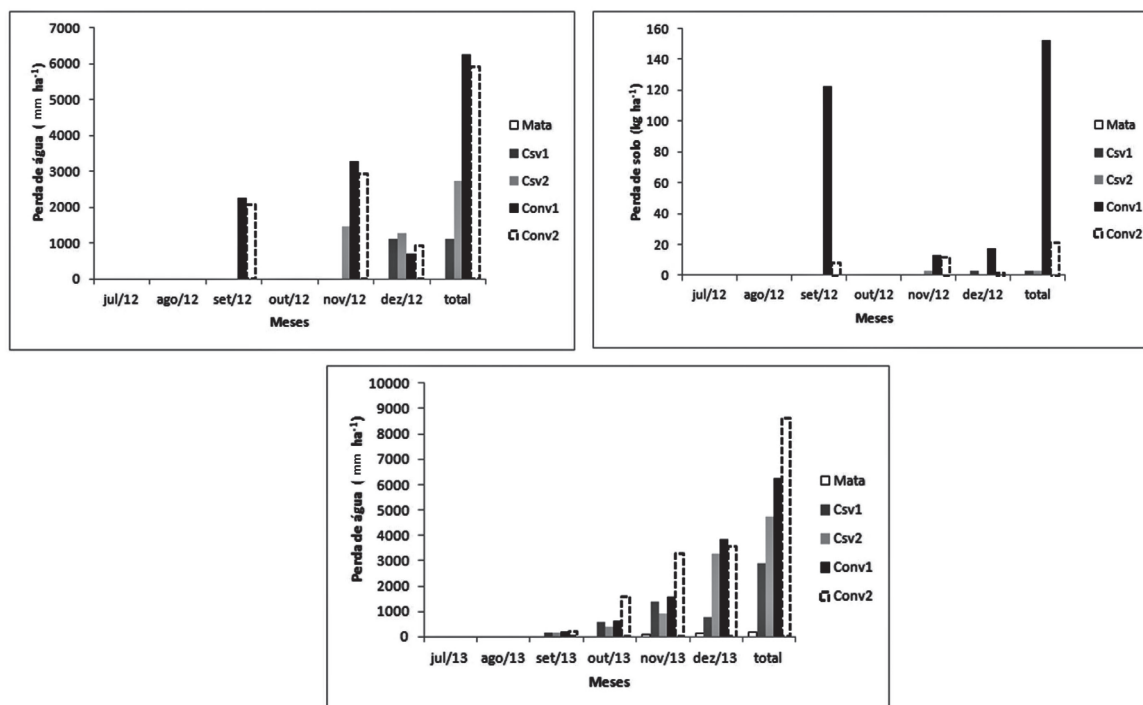 Perda de água ( mm ha⁻¹)
7000
6000
5000
4000
3000
2000
1000
0
jul/12 ago/12 set/12 out/12 nov/12 dez/12 total
Meses
Mata
Csv1
Csv2
Conv1
Conv2
Perda de solo (kg ha⁻¹)
160
140
120
100
80
60
40
20
0
jul/12 ago/12 set/12 out/12 nov/12 dez/12 total
Meses
Mata
Csv1
Csv2
Conv1
Conv2
Perda de água ( mm ha⁻¹)
10000
9000
8000
7000
6000
5000
4000
3000
2000
1000
0
jul/13 ago/13 set/13 out/13 nov/13 dez/13 total
Meses
Mata
Csv1
Csv2
Conv1
Conv2